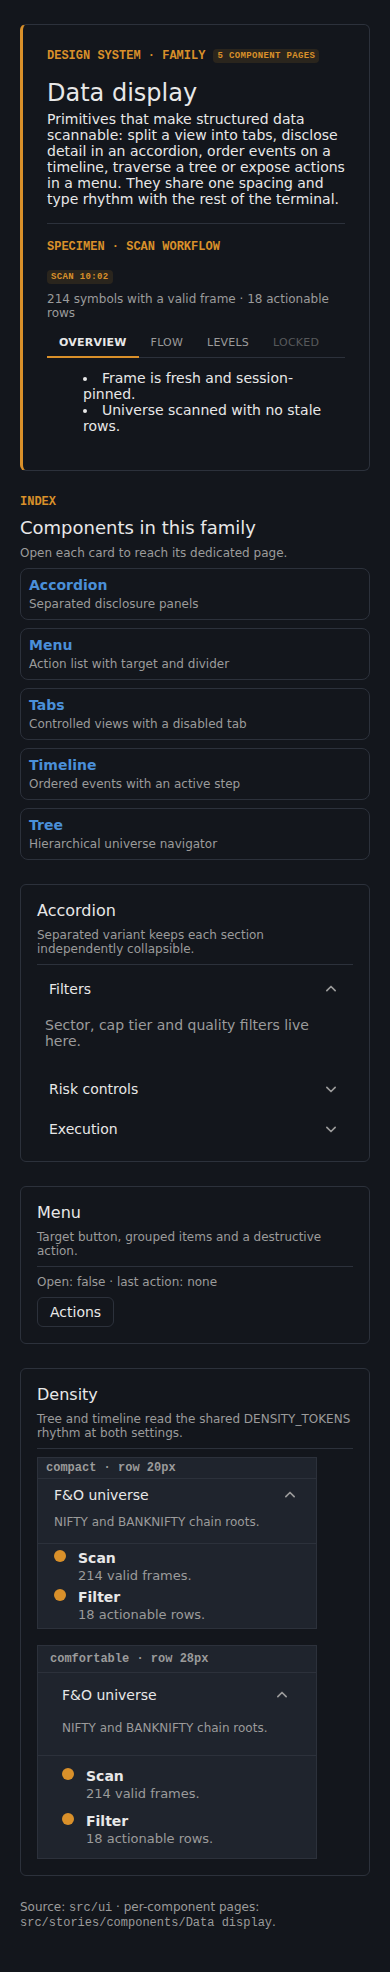 DESIGN SYSTEM · FAMILY 5 COMPONENT PAGES
Data display
Primitives that make structured data
scannable: split a view into tabs, disclose
detail in an accordion, order events on a
timeline, traverse a tree or expose actions
in a menu. They share one spacing and
type rhythm with the rest of the terminal.
SPECIMEN · SCAN WORKFLOW
SCAN 10:02
214 symbols with a valid frame · 18 actionable
rows
OVERVIEW FLOW LEVELS LOCKED
• Frame is fresh and session-
pinned.
• Universe scanned with no stale
rows.
INDEX
Components in this family
Open each card to reach its dedicated page.
Accordion
Separated disclosure panels
Menu
Action list with target and divider
Tabs
Controlled views with a disabled tab
Timeline
Ordered events with an active step
Tree
Hierarchical universe navigator
Accordion
Separated variant keeps each section
independently collapsible.
Filters
Sector, cap tier and quality filters live
here.
Risk controls
Execution
Menu
Target button, grouped items and a destructive
action.
Open: false · last action: none
Actions
Density
Tree and timeline read the shared DENSITY_TOKENS
rhythm at both settings.
compact · row 20px
F&O universe
NIFTY and BANKNIFTY chain roots.
Scan
214 valid frames.
Filter
18 actionable rows.
comfortable · row 28px
F&O universe
NIFTY and BANKNIFTY chain roots.
Scan
214 valid frames.
Filter
18 actionable rows.
Source: src/ui · per-component pages:
src/stories/components/Data display.